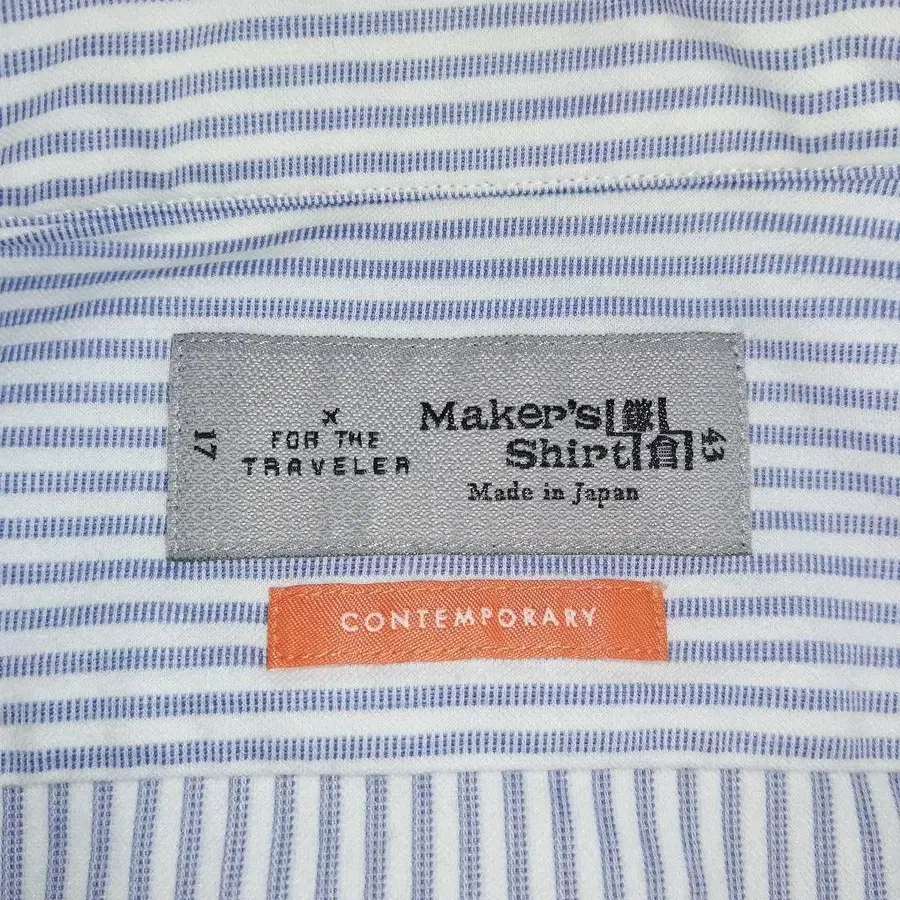 17
FOR THE
TRAVELER
Maker's 鎌
Shirt 倉
Made in Japan
43
CONTEMPORARY